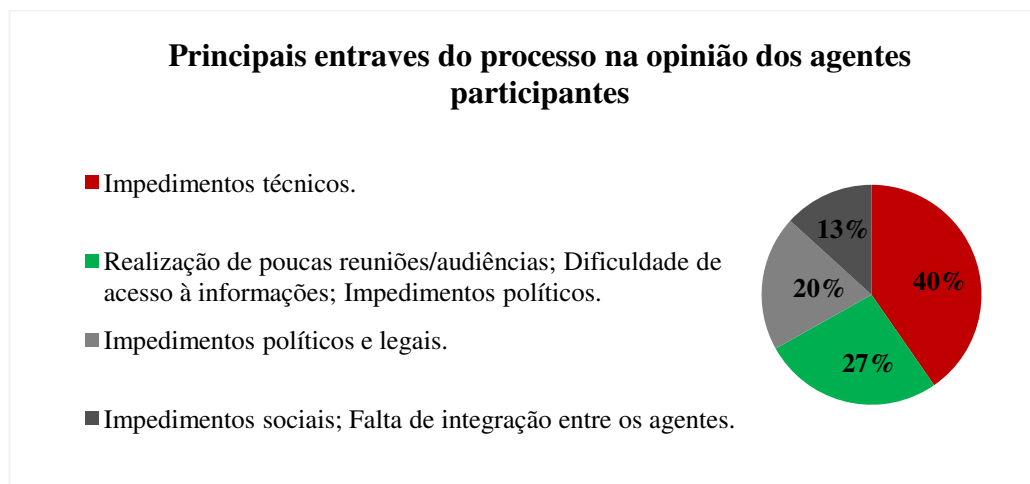 Principais entraves do processo na opinião dos agentes
participantes
Impedimentos técnicos.
Realização de poucas reuniões/audiências; Dificuldade de
acesso à informações; Impedimentos políticos.
Impedimentos políticos e legais.
Impedimentos sociais; Falta de integração entre os agentes.
13%
40%
20%
27%